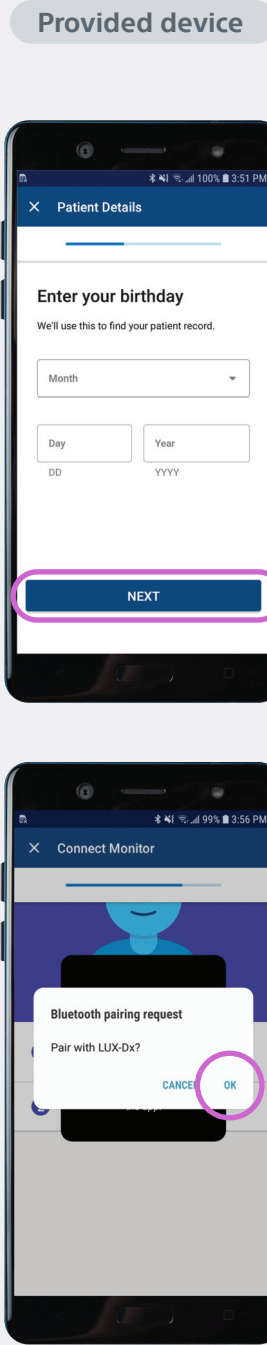 Provided device
100% 3:51 PM
Patient Details
Enter your birthday
We'll use this to find your patient record.
Month
Day
Year
DD
YYYY
NEXT
99% 3:56 PM
Connect Monitor
Bluetooth pairing request
Pair with LUX-Dx?
CANCEL
OK
2